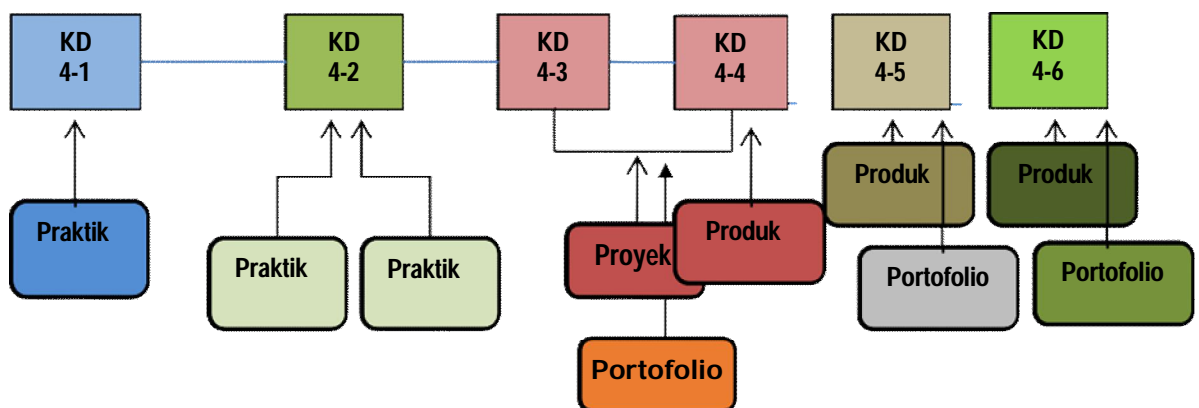 KD
4-1
KD
4-2
KD
4-3
KD
4-4
KD
4-5
KD
4-6
Praktik
Praktik
Praktik
Proyek
Produk
Produk
Produk
Portofolio
Portofolio
Portofolio